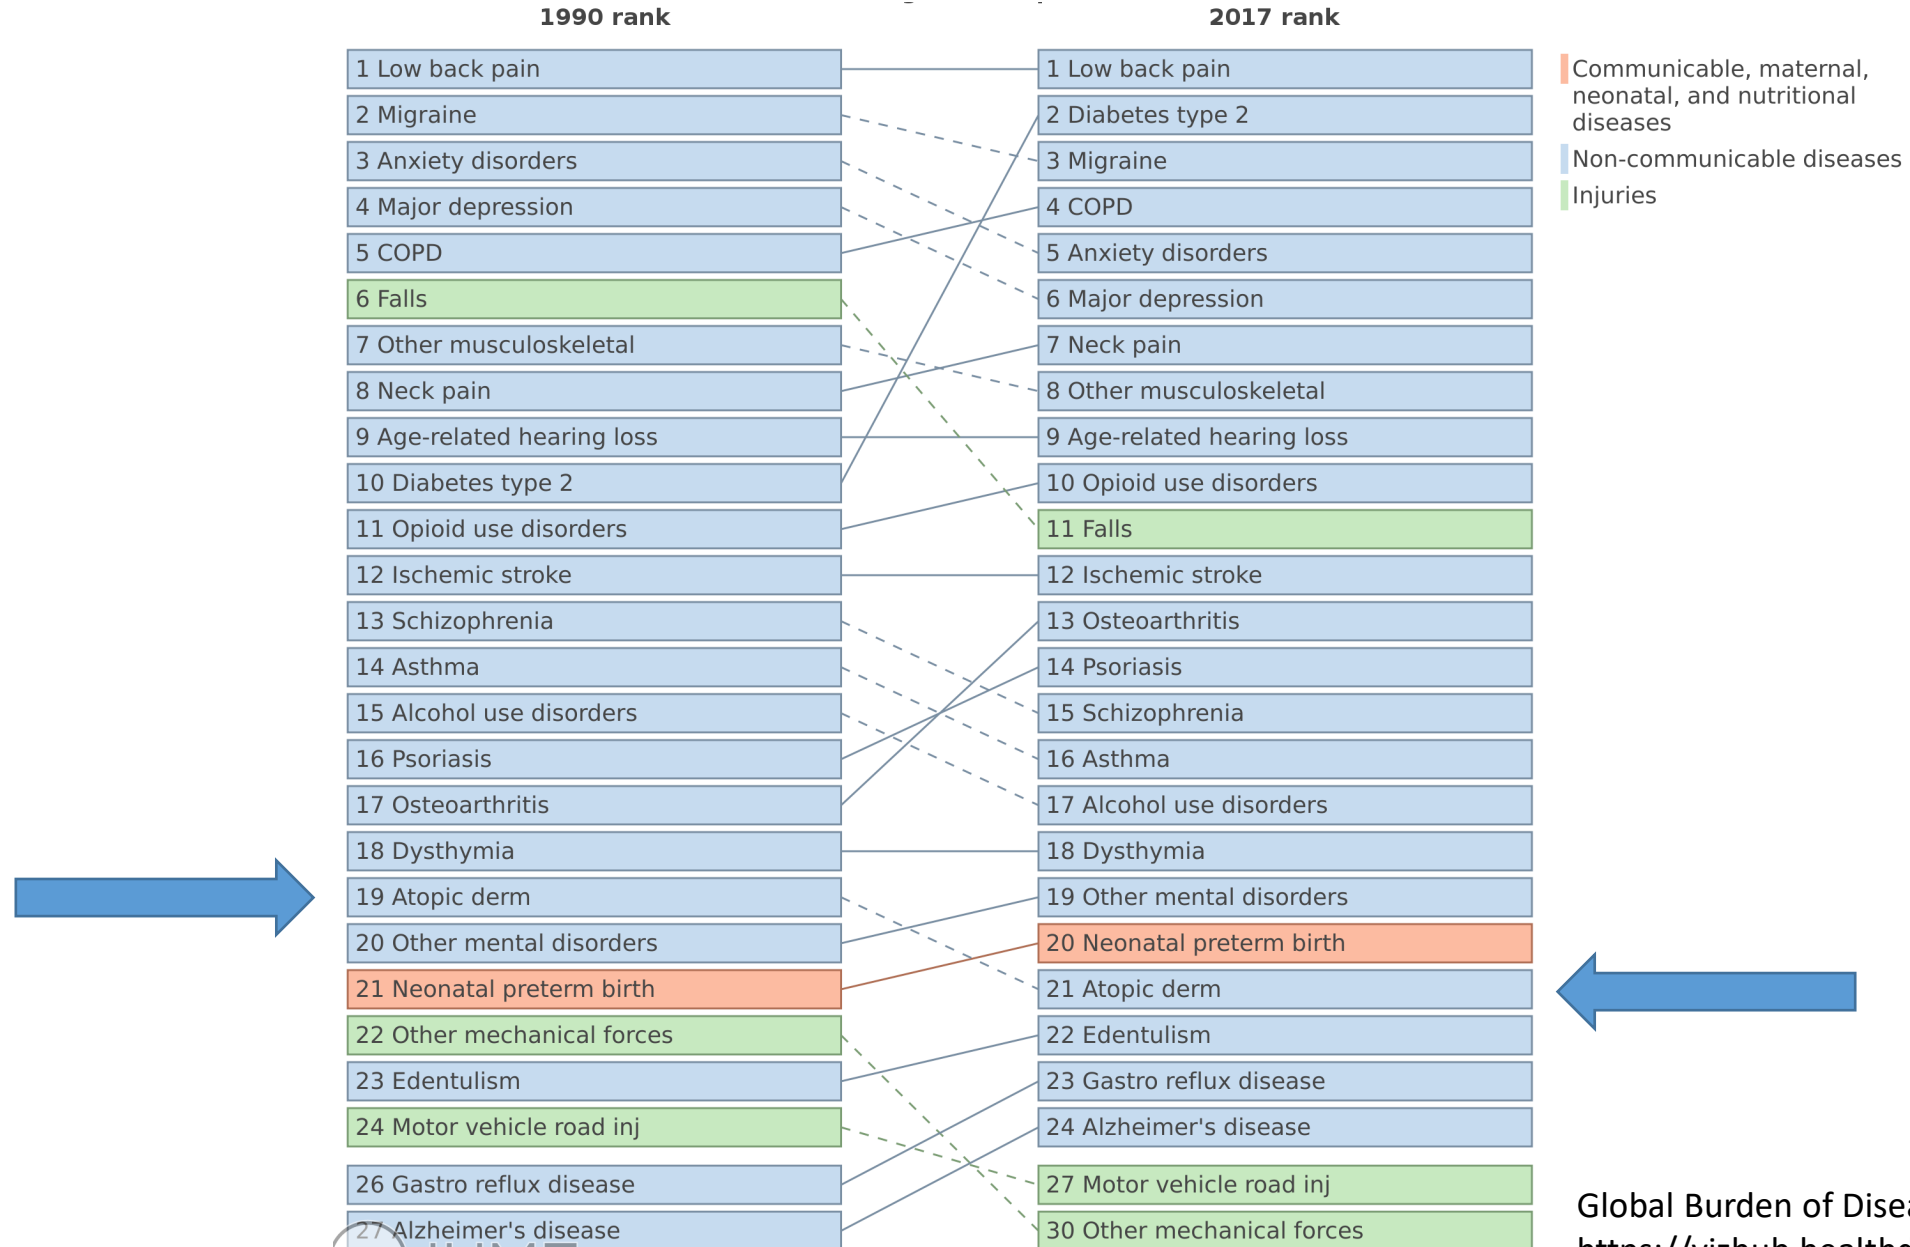 1990 rank
1 Low back pain
2 Migraine
3 Anxiety disorders
4 Major depression
5 COPD
6 Falls
7 Other musculoskeletal
8 Neck pain
9 Age-related hearing loss
10 Diabetes type 2
11 Opioid use disorders
12 Ischemic stroke
13 Schizophrenia
14 Asthma
15 Alcohol use disorders
16 Psoriasis
17 Osteoarthritis
18 Dysthymia
19 Atopic derm
20 Other mental disorders
21 Neonatal preterm birth
22 Other mechanical forces
23 Edentulism
24 Motor vehicle road inj
26 Gastro reflux disease
27 Alzheimer's disease
2017 rank
1 Low back pain
2 Diabetes type 2
3 Migraine
4 COPD
5 Anxiety disorders
6 Major depression
7 Neck pain
8 Other musculoskeletal
9 Age-related hearing loss
10 Opioid use disorders
11 Falls
12 Ischemic stroke
13 Osteoarthritis
14 Psoriasis
15 Schizophrenia
16 Asthma
17 Alcohol use disorders
18 Dysthymia
19 Other mental disorders
20 Neonatal preterm birth
21 Atopic derm
22 Edentulism
23 Gastro reflux disease
24 Alzheimer's disease
27 Motor vehicle road inj
30 Other mechanical forces
Communicable, maternal,
neonatal, and nutritional
diseases
Non-communicable diseases
Injuries
Global Burden of